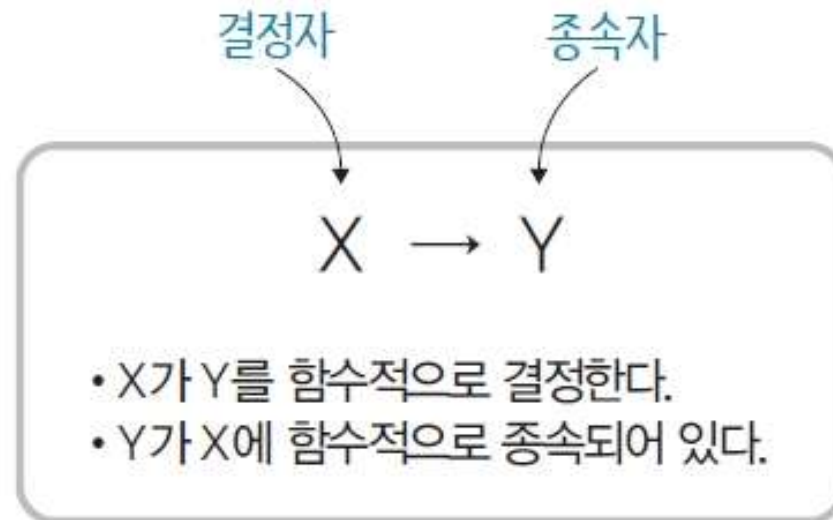 결정자 종속자
X → Y
• X가 Y를 함수적으로 결정한다.
• Y가 X에 함수적으로 종속되어 있다.